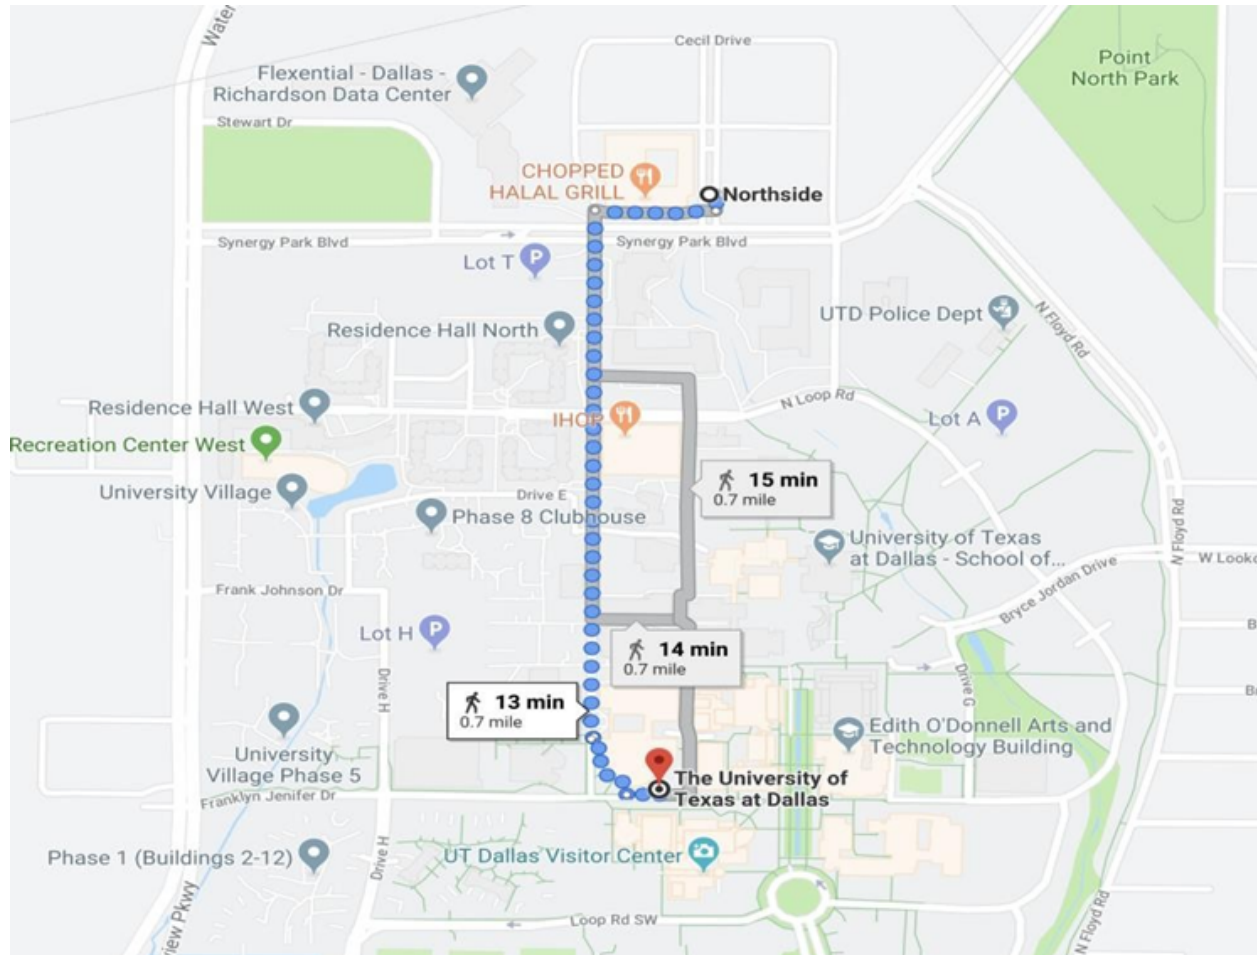 Water
Cecil Drive
Point
North Park
Flexential - Dallas -
Richardson Data Center
Stewart Dr
CHOPPED
HALAL GRILL
Northside
Synergy Park Blvd
Synergy Park Blvd
Lot T
P
UTD Police Dept
N Floyd Rd
Residence Hall North
N Loop Rd
Residence Hall West
IHOP
Lot A
P
Recreation Center West
15 min
0.7 mile
University Village
Drive E
Phase 8 Clubhouse
University of Texas
at Dallas - School of...
N Floyd Rd
W Looko
Bryce Jordan Drive
Frank Johnson Dr
Lot H
P
14 min
0.7 mile
B
Drive H
Drive G
13 min
0.7 mile
Br
Edith O'Donnell Arts and
Technology Building
University
Village Phase 5
The University of
Texas at Dallas
Franklyn Jenifer Dr
Phase 1 (Buildings 2-12)
Drive H
UT Dallas Visitor Center
view Pkwy
Loop Rd SW
N Floyd Rd